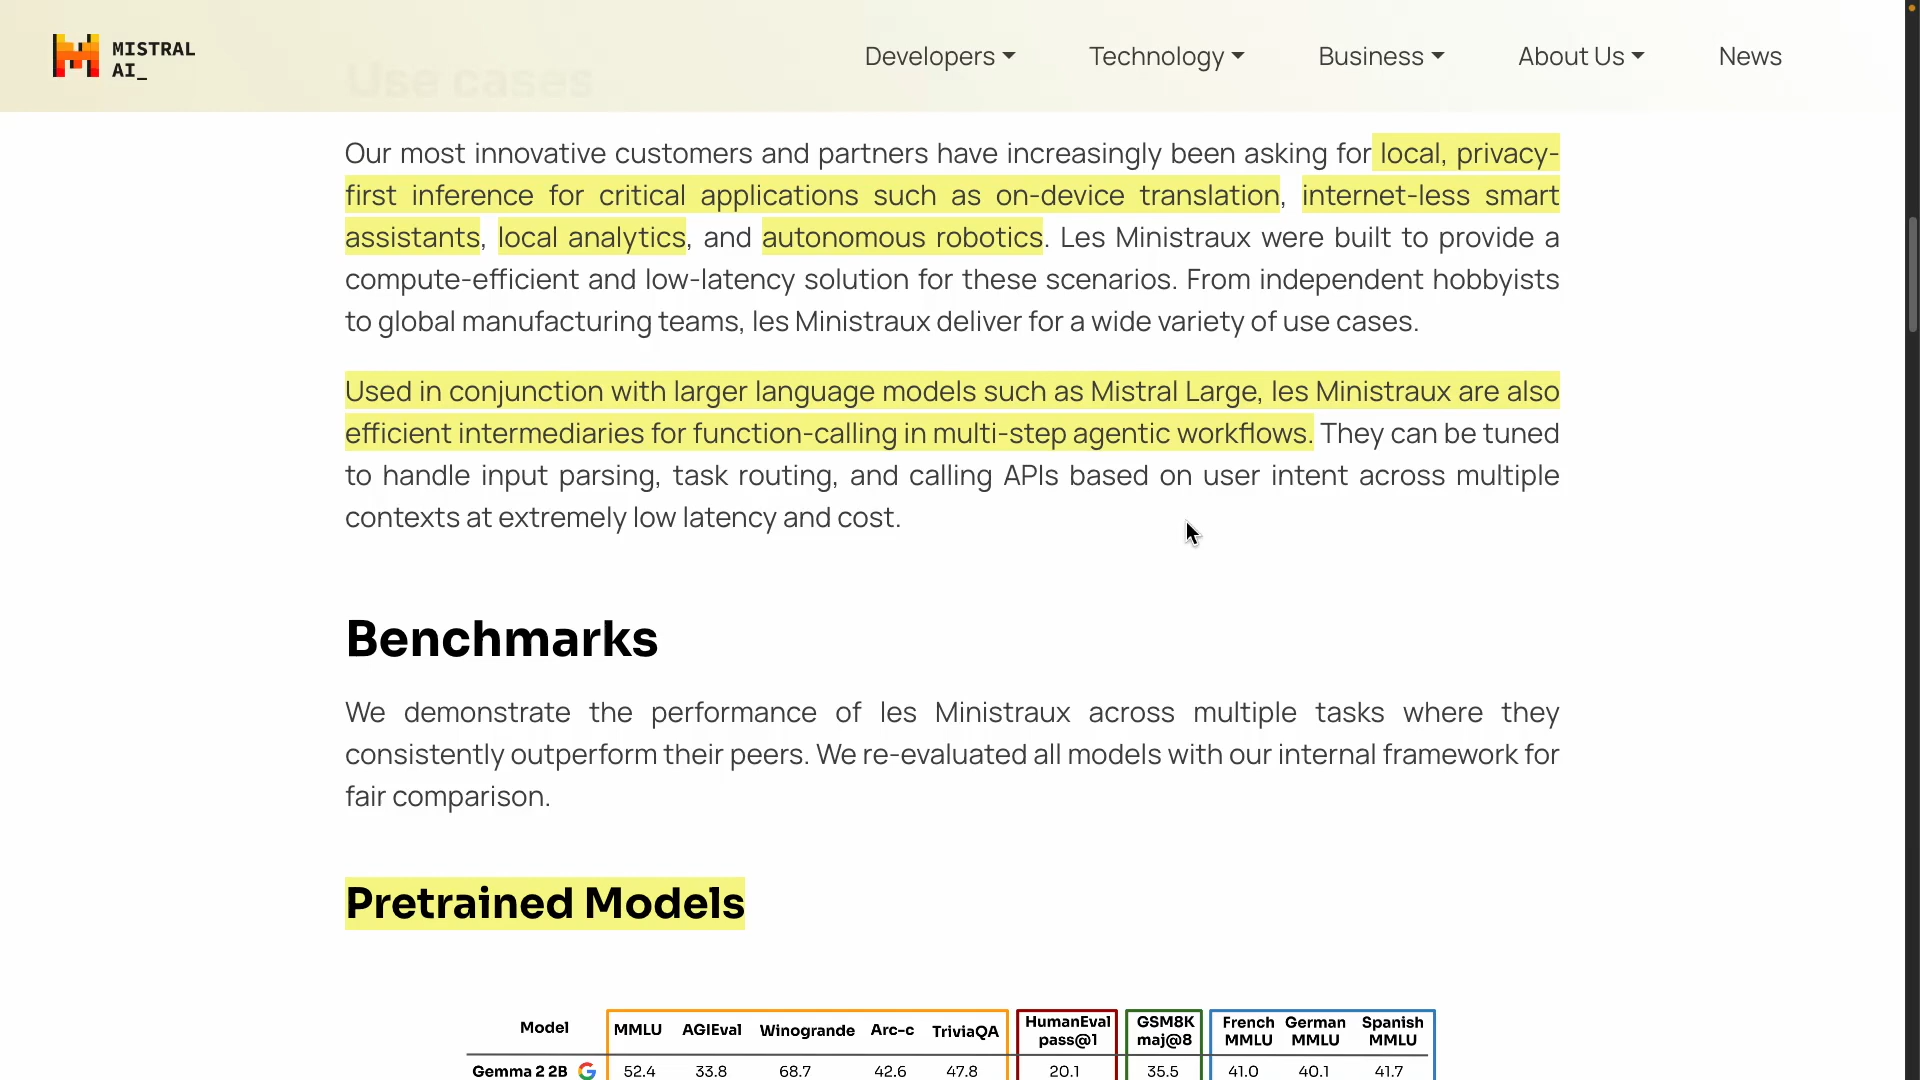 MISTRAL
AI_
Developers
Technology
Business
About Us
News
Use cases
Our most innovative customers and partners have increasingly been asking for local, privacy-
first inference for critical applications such as on-device translation, internet-less smart
assistants, local analytics, and autonomous robotics. Les Ministraux were built to provide a
compute-efficient and low-latency solution for these scenarios. From independent hobbyists
to global manufacturing teams, les Ministraux deliver for a wide variety of use cases.
Used in conjunction with larger language models such as Mistral Large, les Ministraux are also
efficient intermediaries for function-calling in multi-step agentic workflows. They can be tuned
to handle input parsing, task routing, and calling APIs based on user intent across multiple
contexts at extremely low latency and cost.
Benchmarks
We demonstrate the performance of les Ministraux across multiple tasks where they
consistently outperform their peers. We re-evaluated all models with our internal framework for
fair comparison.
Pretrained Models
Model MMLU AGIEval Winogrande Arc-c TriviaQA HumanEval pass@1 GSM8K maj@8 French MMLU German MMLU Spanish MMLU
Gemma 2 2B 52.4 33.8 68.7 42.6 47.8 20.1 35.5 41.0 40.1 41.7